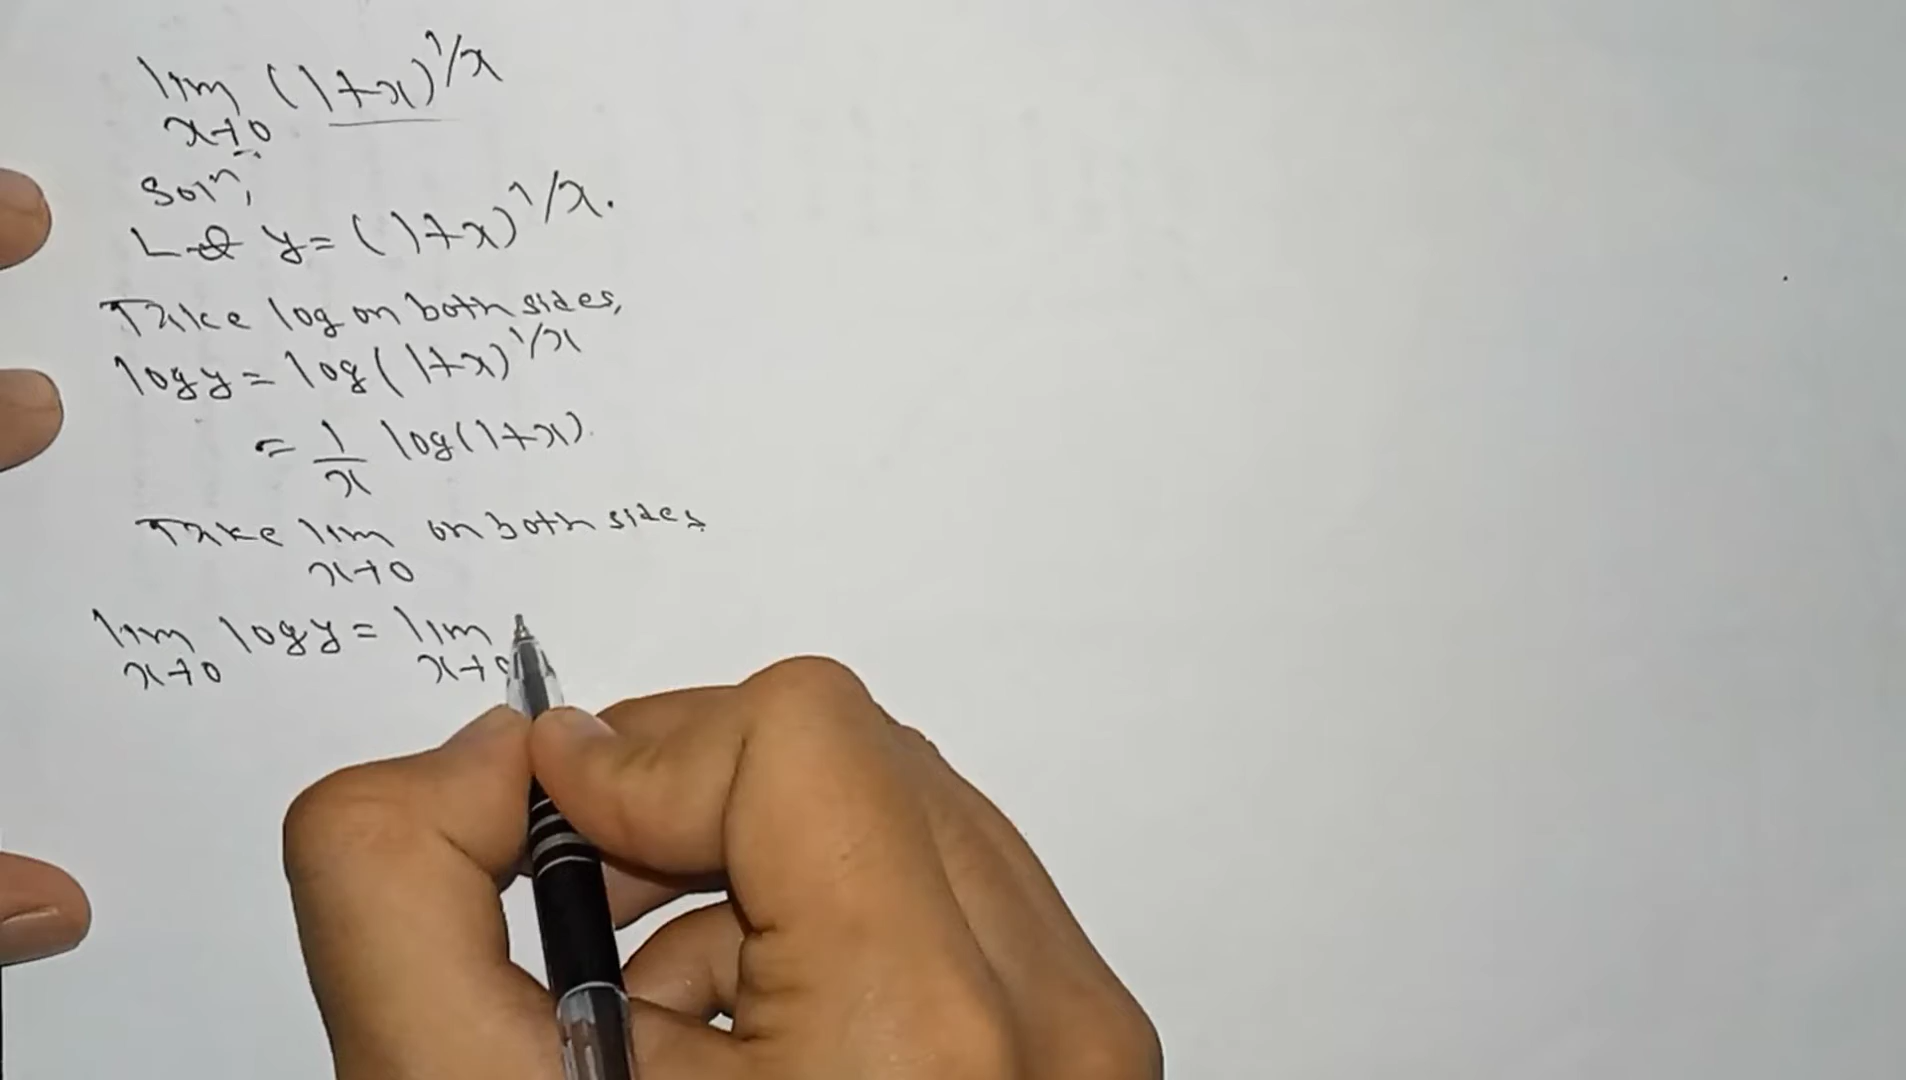 lim (1+x)^1/x
x→0
Soln,
Let y = (1+x)^1/x.
Take log on both sides,
log y = log(1+x)^1/x
= 1/x log(1+x).
Take lim on both sides
x→0
lim log y = lim
x→0 x→0